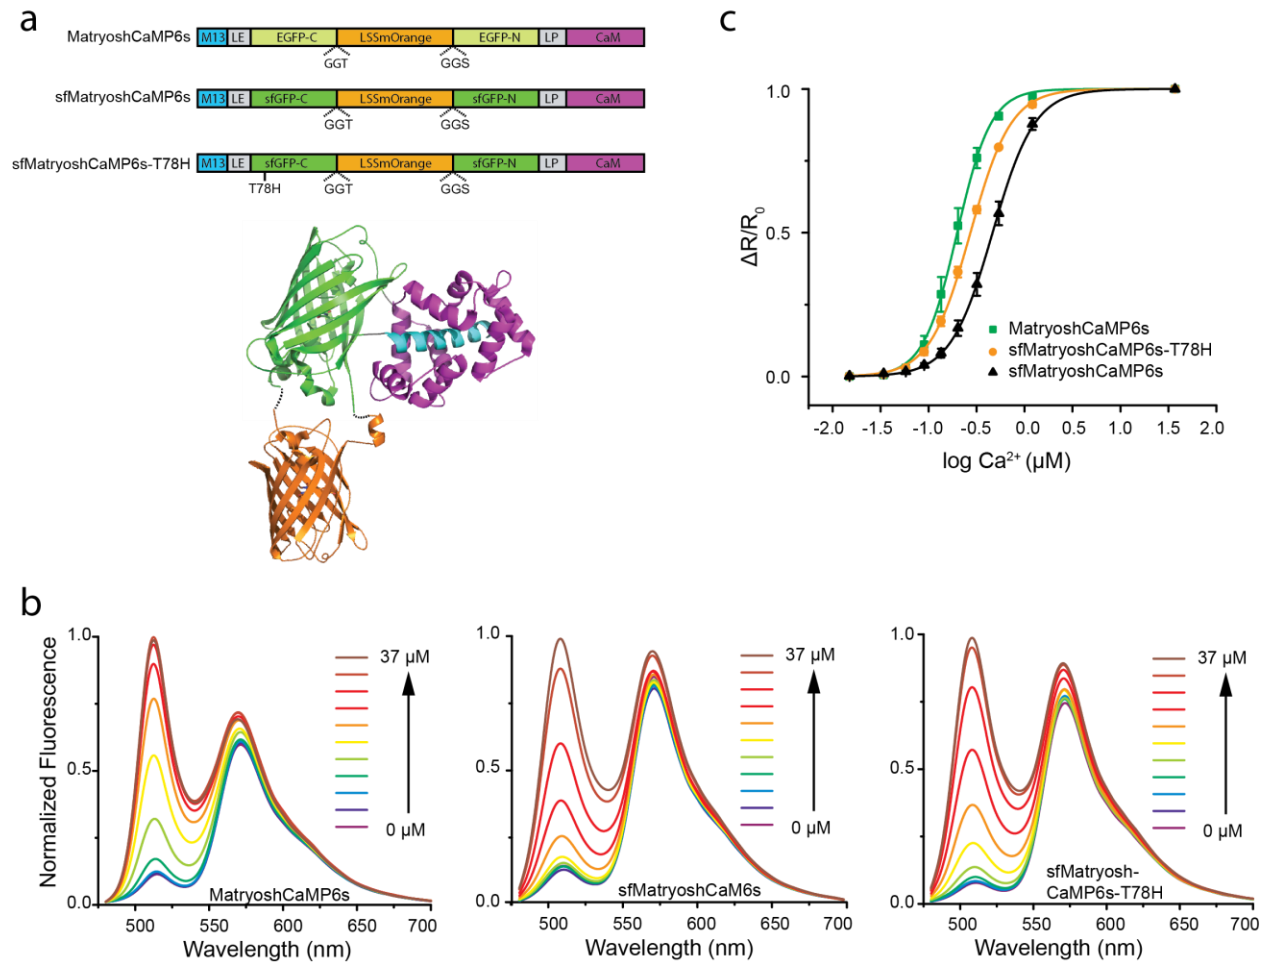 a
MatryoshCaMP6s
M13 LE EGFP-C LSSmOrange EGFP-N LP CaM
GGT GGS
sfMatryoshCaMP6s
M13 LE sfGFP-C LSSmOrange sfGFP-N LP CaM
GGT GGS
sfMatryoshCaMP6s-T78H
M13 LE sfGFP-C LSSmOrange sfGFP-N LP CaM
T78H GGT GGS
c
1.0
0.5
0.0
ΔR/R0
MatryoshCaMP6s
sfMatryoshCaMP6s-T78H
sfMatryoshCaMP6s
-2.0 -1.5 -1.0 -0.5 0.0 0.5 1.0 1.5 2.0
log Ca2+ (µM)
b
Normalized Fluorescence
1.0
0.5
0.0
37 µM
0 µM
MatryoshCaMP6s
500 550 600 650 700
Wavelength (nm)
1.0
0.5
0.0
37 µM
0 µM
sfMatryoshCaM6s
500 550 600 650 700
Wavelength (nm)
1.0
0.5
0.0
37 µM
0 µM
sfMatryosh-
CaMP6s-T78H
500 550 600 650 700
Wavelength (nm)